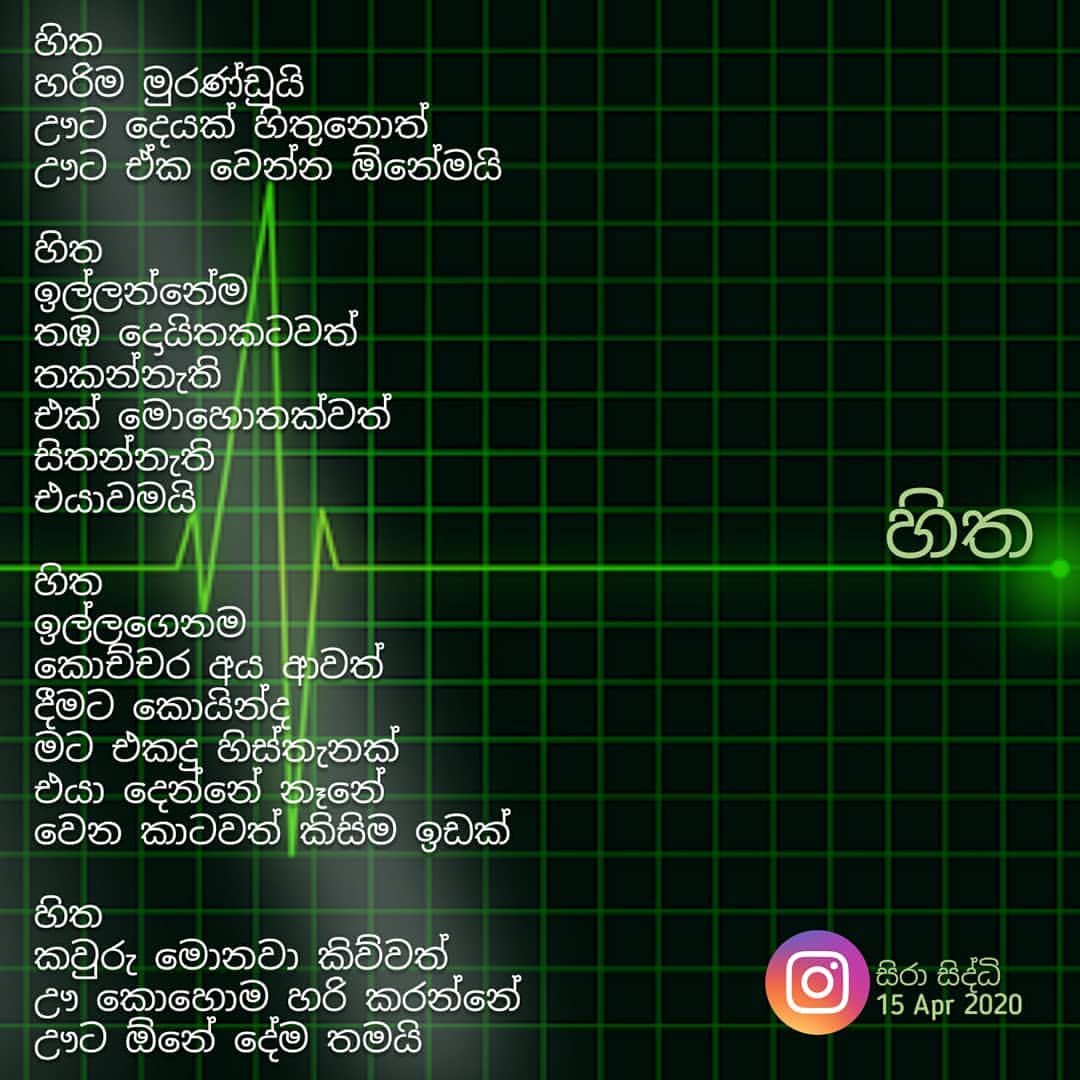 හිත
හරිම මුරණ්ඩුයි
ඌට දෙයක් හිතුනොත්
ඌට ඒක වෙන්න ඕනේමයි

හිත
ඉල්ලන්නේම
තඹ දොයිතකටවත්
තකන්නැති
එක් මොහොතක්වත්
සිතන්නැති
එයාවමයි

හිත
ඉල්ලගෙනම
කොච්චර අය ආවත්
දීමට කොයින්ද
මට එකදු හිස්තැනක්
එයා දෙන්නේ නෑනේ
වෙන කාටවත් කිසිම ඉඩක්

හිත
කවුරු මොනවා කිව්වත්
ඌ කොහොම හරි කරන්නේ
ඌට ඕනේ දේම තමයි

හිත

සිරා සිද්ධි
15 Apr 2020